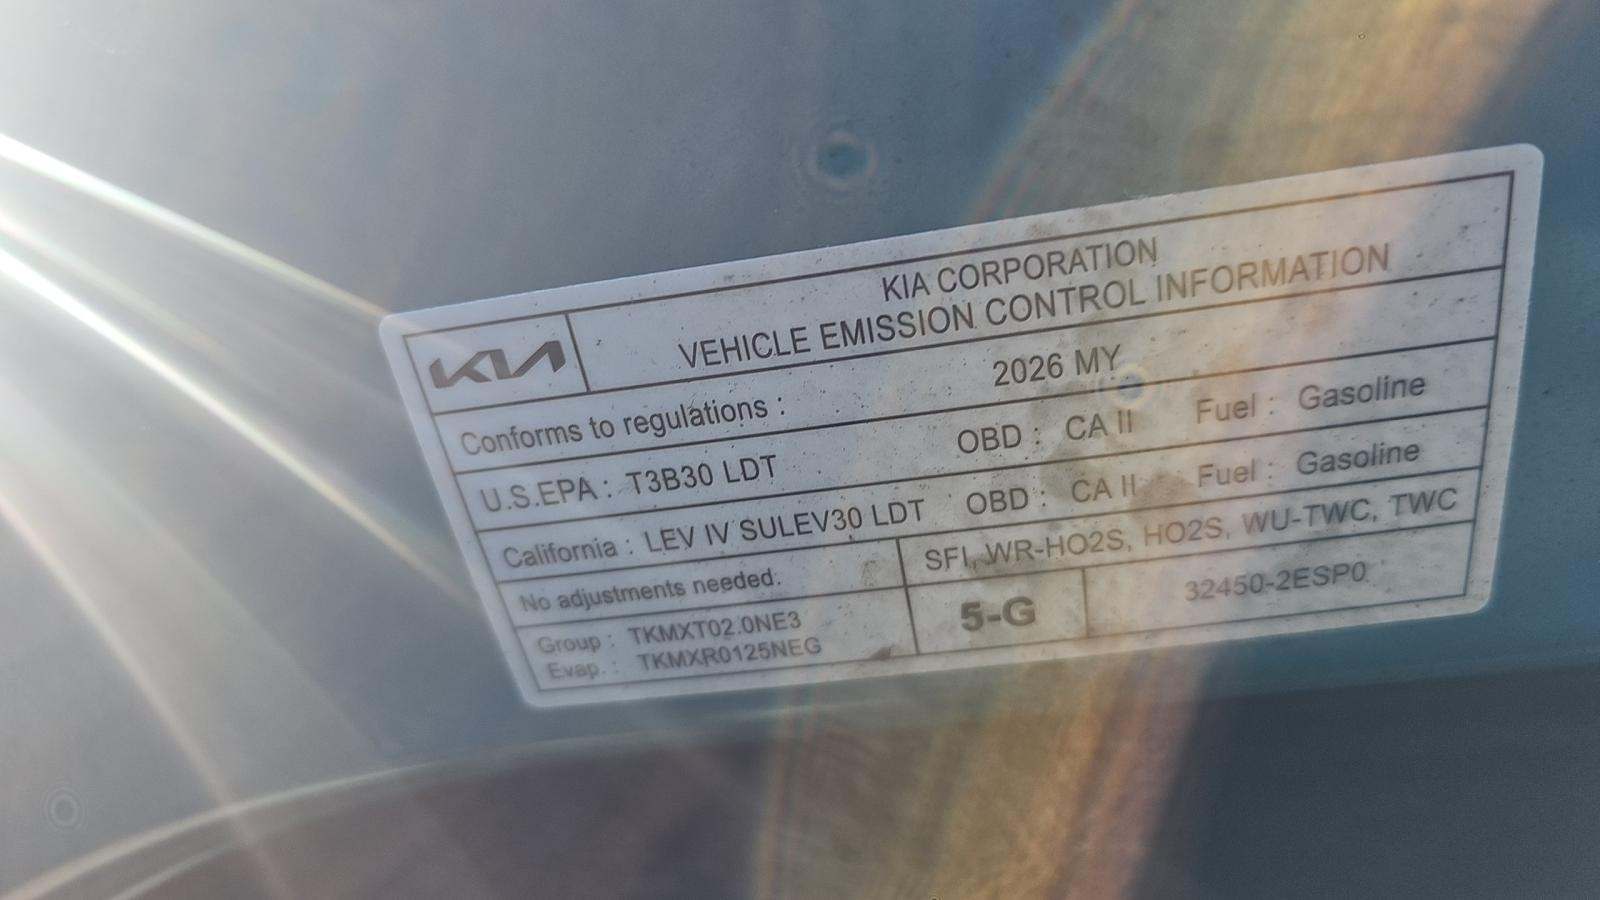 KIA
KIA CORPORATION
VEHICLE EMISSION CONTROL INFORMATION
Conforms to regulations : 2026 MY
U.S.EPA : T3B30 LDT OBD : CA II Fuel : Gasoline
California : LEV IV SULEV30 LDT OBD : CA II Fuel : Gasoline
No adjustments needed. SFI, WR-HO2S, HO2S, WU-TWC, TWC
Group : TKMXT02.0NE3
Evap. : TKMXR0125NEG
5-G
32450-2ESP0